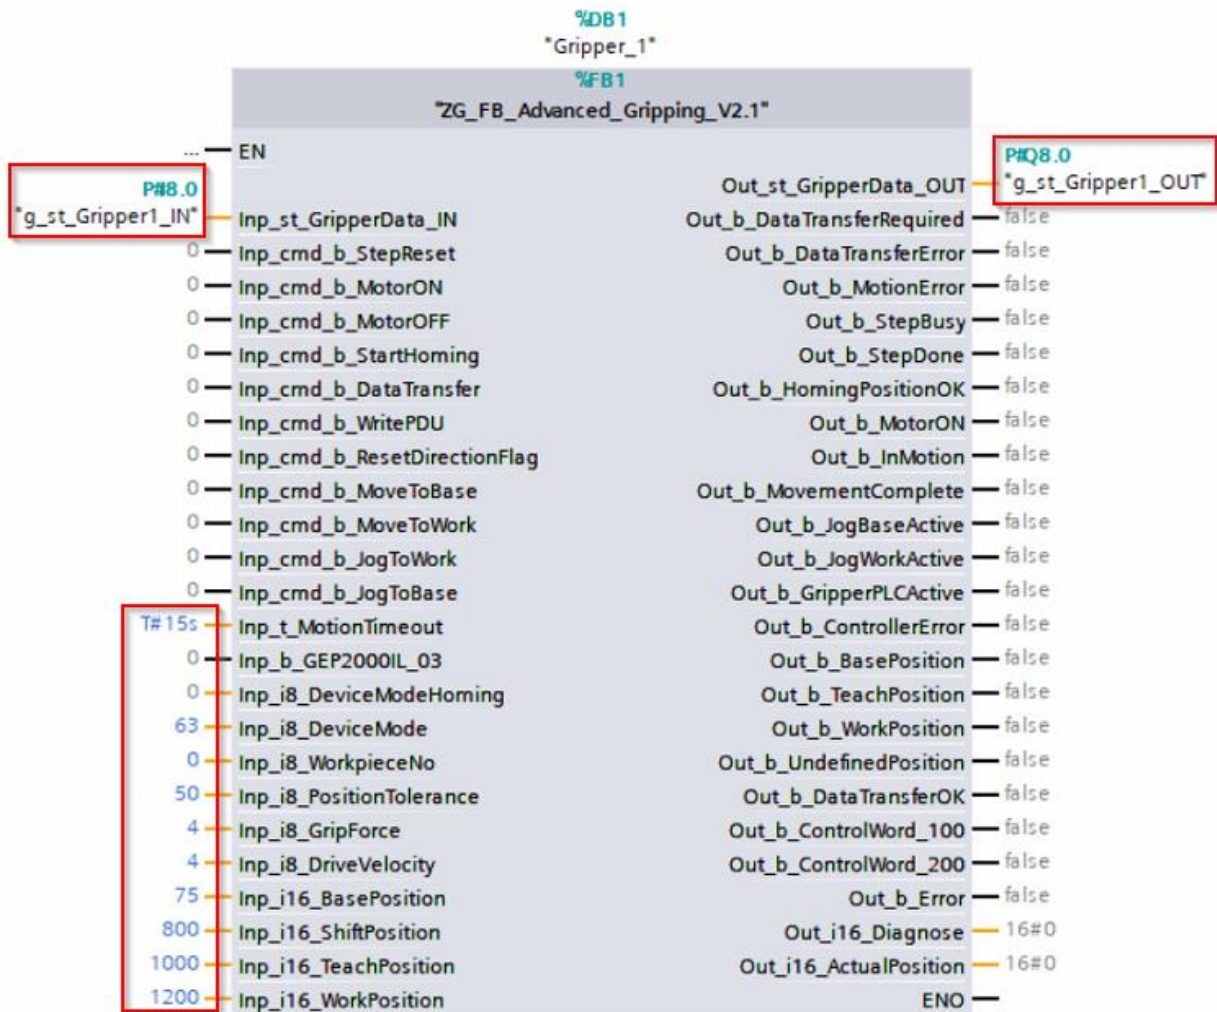 %DB1
"Gripper_1"
%FB1
"ZG_FB_Advanced_Gripping_V2.1"
... EN
P#I8.0
"g_st_Gripper1_IN" Inp_st_GripperData_IN
0 Inp_cmd_b_StepReset
0 Inp_cmd_b_MotorON
0 Inp_cmd_b_MotorOFF
0 Inp_cmd_b_StartHoming
0 Inp_cmd_b_DataTransfer
0 Inp_cmd_b_WritePDU
0 Inp_cmd_b_ResetDirectionFlag
0 Inp_cmd_b_MoveToBase
0 Inp_cmd_b_MoveToWork
0 Inp_cmd_b_JogToWork
0 Inp_cmd_b_JogToBase
T#15s Inp_t_MotionTimeout
0 Inp_b_GEP2000IL_03
0 Inp_i8_DeviceModeHoming
63 Inp_i8_DeviceMode
0 Inp_i8_WorkpieceNo
50 Inp_i8_PositionTolerance
4 Inp_i8_GripForce
4 Inp_i8_DriveVelocity
75 Inp_i16_BasePosition
800 Inp_i16_ShiftPosition
1000 Inp_i16_TeachPosition
1200 Inp_i16_WorkPosition
P#Q8.0
Out_st_GripperData_OUT "g_st_Gripper1_OUT"
Out_b_DataTransferRequired false
Out_b_DataTransferError false
Out_b_MotionError false
Out_b_StepBusy false
Out_b_StepDone false
Out_b_HomingPositionOK false
Out_b_MotorON false
Out_b_InMotion false
Out_b_MovementComplete false
Out_b_JogBaseActive false
Out_b_JogWorkActive false
Out_b_GripperPLCActive false
Out_b_ControllerError false
Out_b_BasePosition false
Out_b_TeachPosition false
Out_b_WorkPosition false
Out_b_UndefinedPosition false
Out_b_DataTransferOK false
Out_b_ControlWord_100 false
Out_b_ControlWord_200 false
Out_b_Error false
Out_i16_Diagnose 16#0
Out_i16_ActualPosition 16#0
ENO